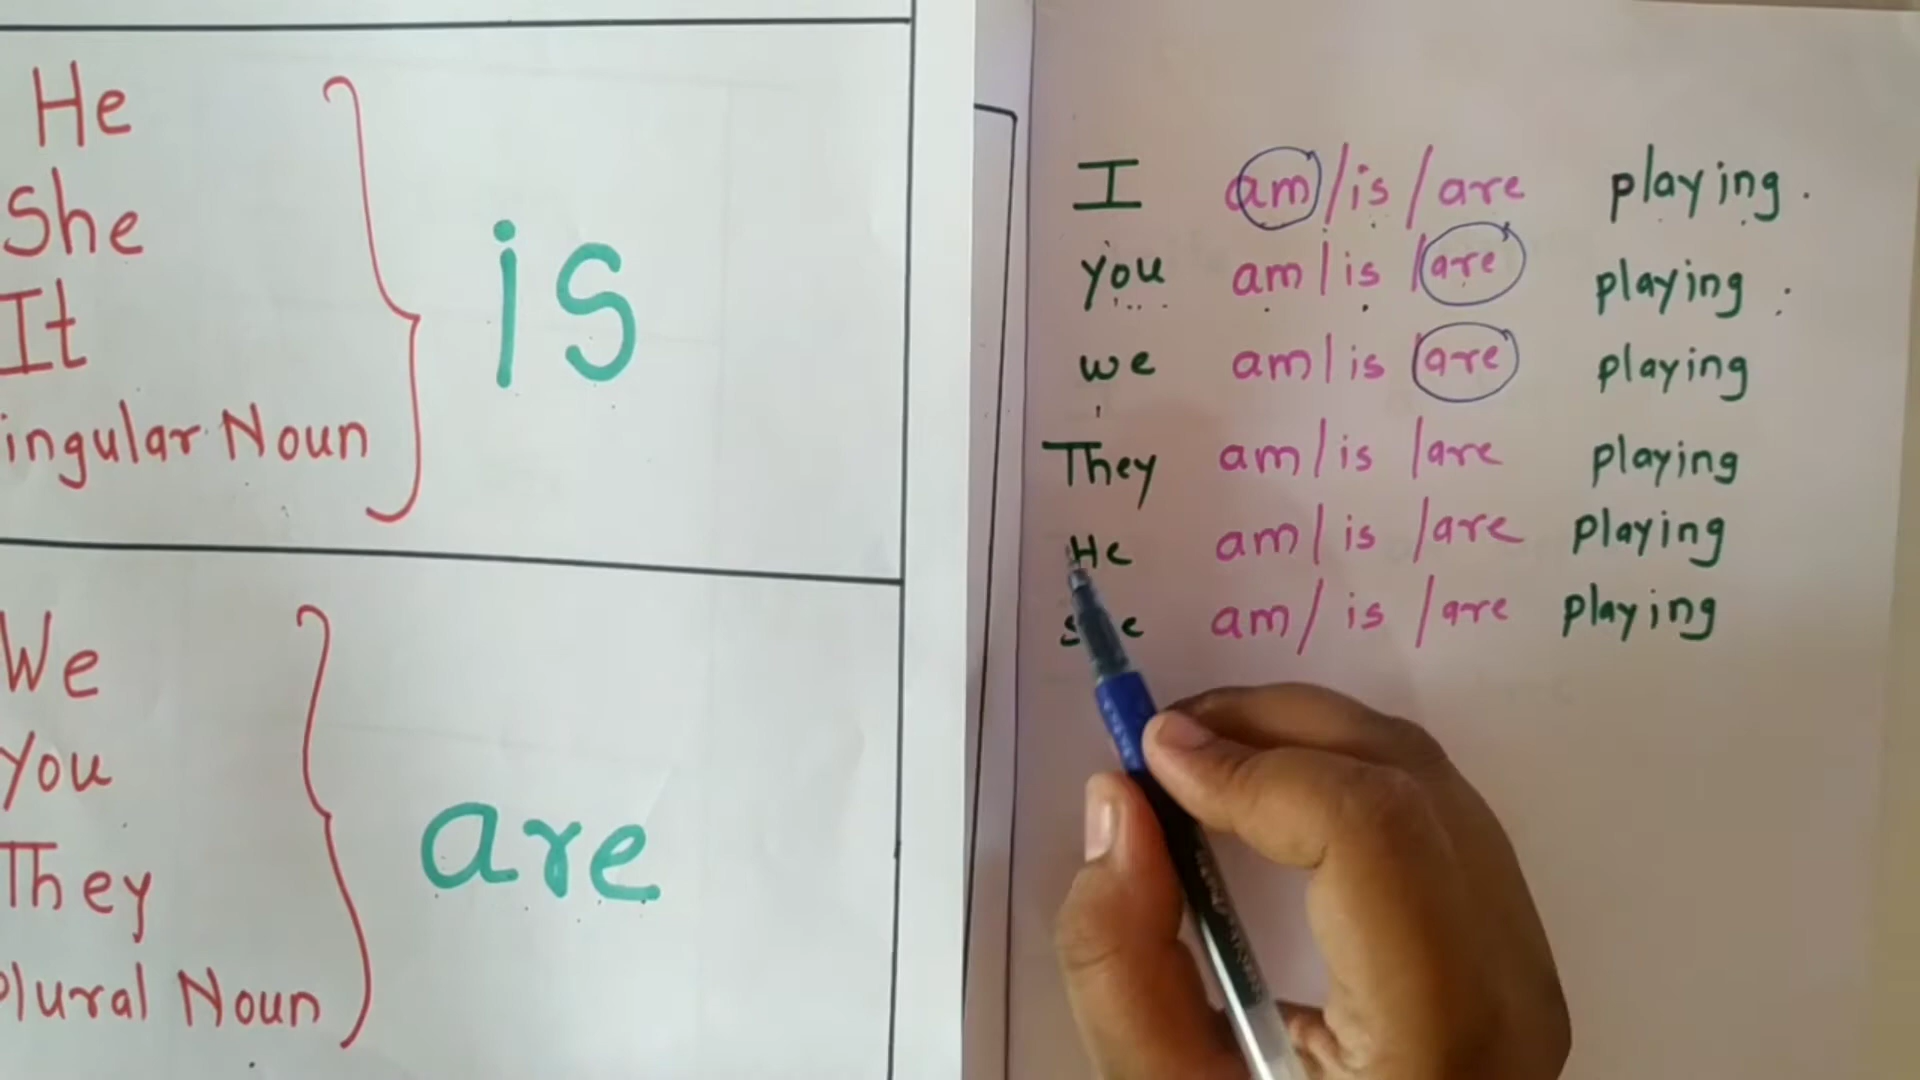 He
She
It
ingular Noun
is
We
You
They
lural Noun
are
I am/is/are playing.
you am/is/are playing:
we am/is/are playing
They am/is/are playing
He am/is/are playing
am/is/are playing